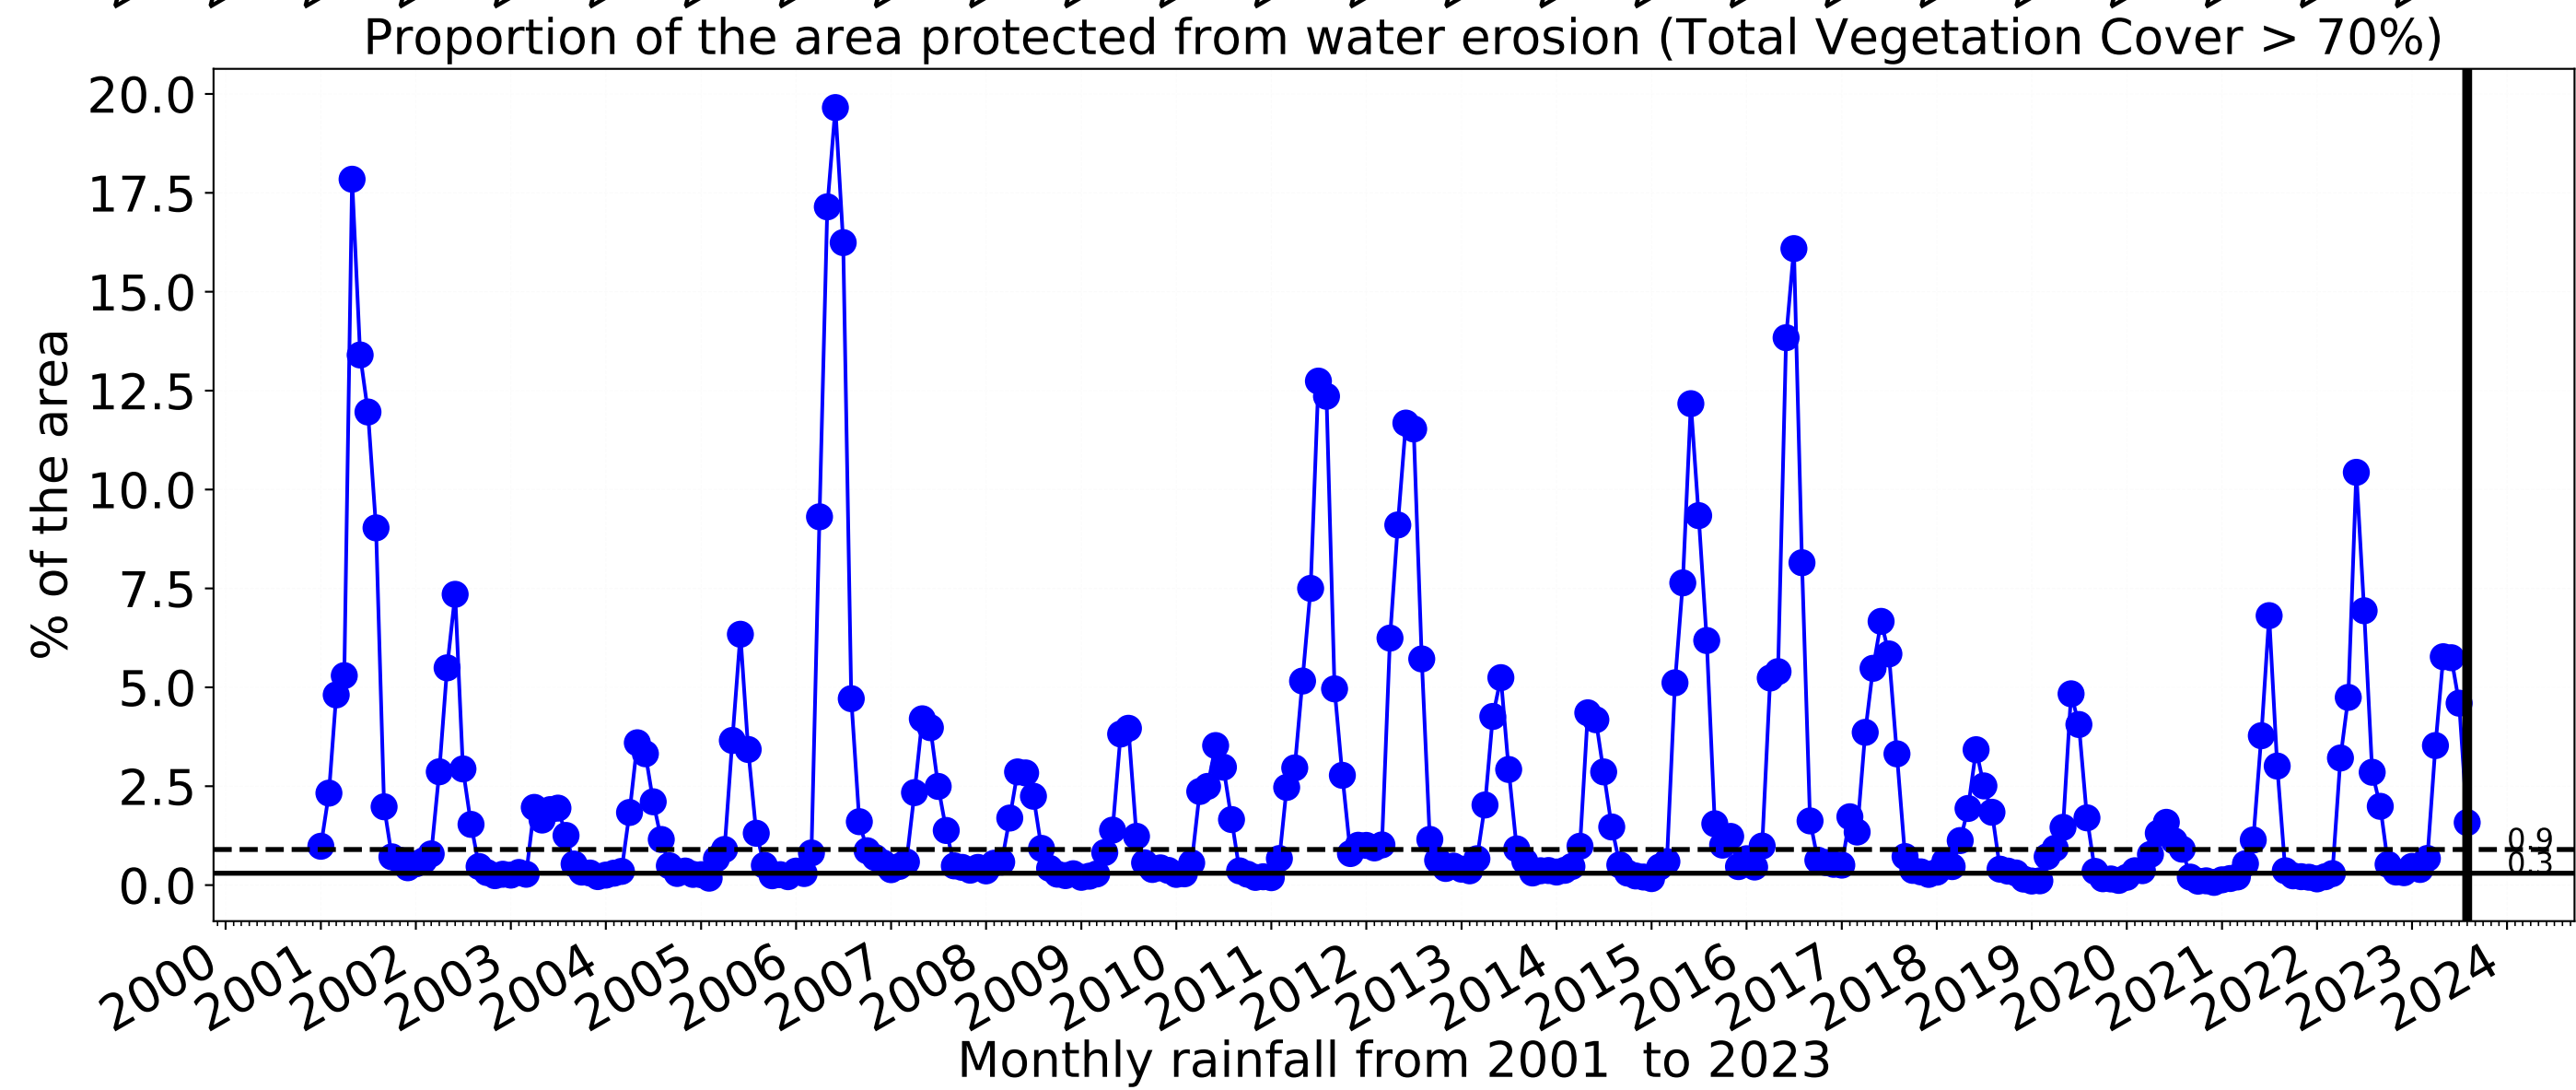 Proportion of the area protected from water erosion (Total Vegetation Cover > 70%)
20.0
17.5
15.0
12.5
10.0
7.5
5.0
2.5
0.0
% of the area
0.9
0.3
2000 2001 2002 2003 2004 2005 2006 2007 2008 2009 2010 2011 2012 2013 2014 2015 2016 2017 2018 2019 2020 2021 2022 2023 2024
Monthly rainfall from 2001 to 2023